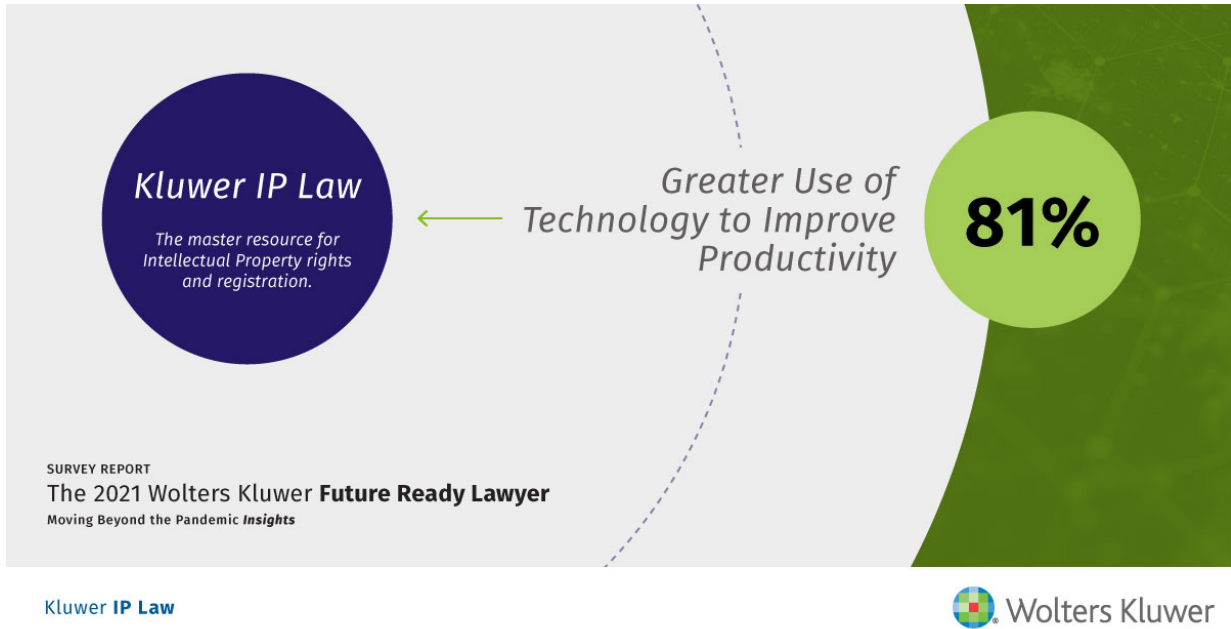 Kluwer IP Law
The master resource for
Intellectual Property rights
and registration.
Greater Use of
Technology to Improve
Productivity
81%
SURVEY REPORT
The 2021 Wolters Kluwer Future Ready Lawyer
Moving Beyond the Pandemic Insights
Kluwer IP Law
Wolters Kluwer